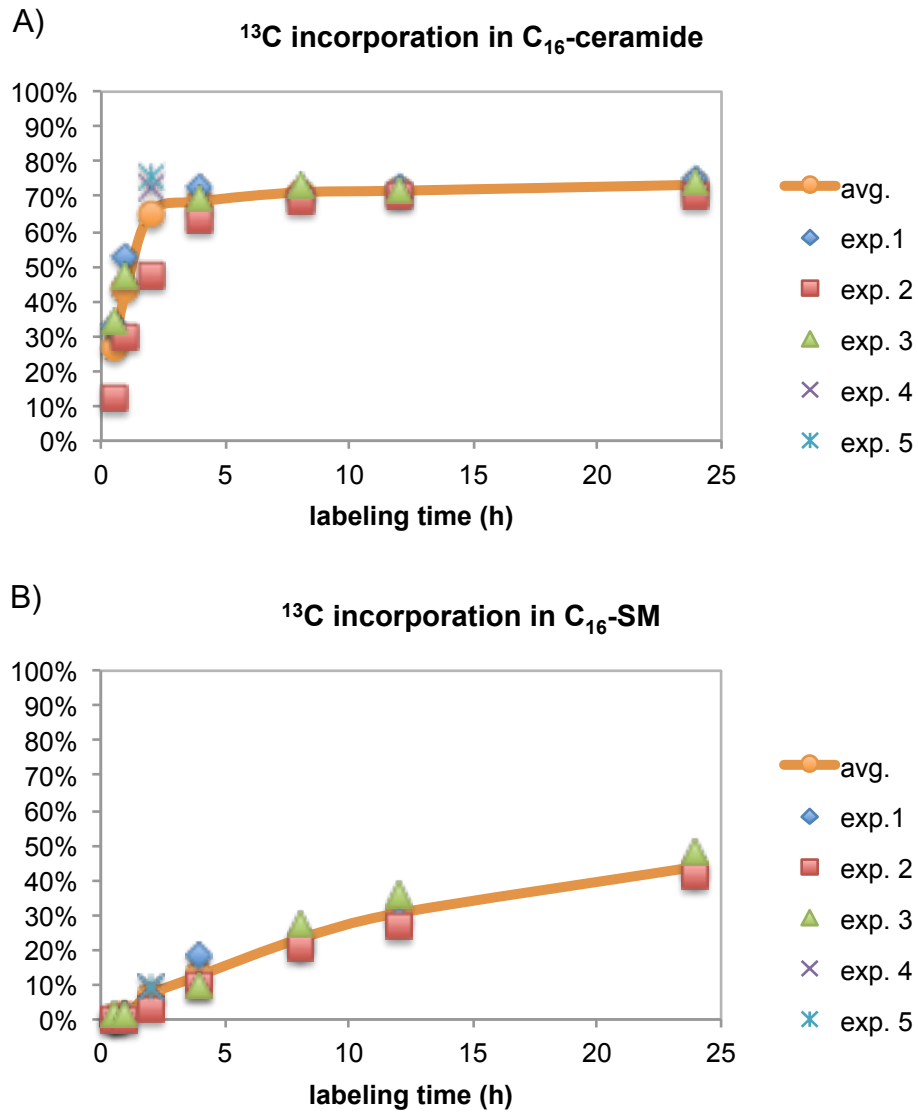 A)
¹³C incorporation in C₁₆-ceramide
100%
90%
80%
70%
60%
50%
40%
30%
20%
10%
0%
0 5 10 15 20 25
labeling time (h)
avg.
exp.1
exp. 2
exp. 3
exp. 4
exp. 5
B)
¹³C incorporation in C₁₆-SM
100%
90%
80%
70%
60%
50%
40%
30%
20%
10%
0%
0 5 10 15 20 25
labeling time (h)
avg.
exp.1
exp. 2
exp. 3
exp. 4
exp. 5